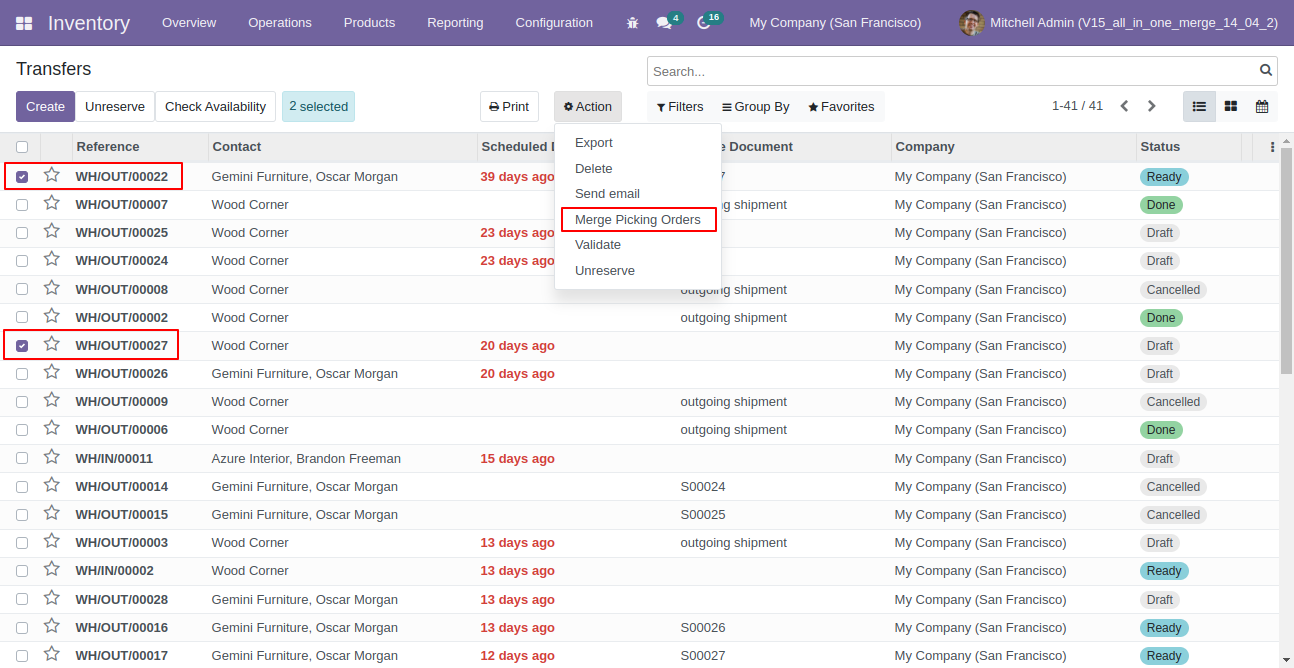 Inventory Overview Operations Products Reporting Configuration 4 16 My Company (San Francisco) Mitchell Admin (V15_all_in_one_merge_14_04_2)
Transfers
Search...
Create Unreserve Check Availability 2 selected Print Action Filters Group By Favorites 1-41 / 41
Export
Delete
Send email
Merge Picking Orders
Validate
Unreserve
Reference Contact Scheduled Document Company Status
WH/OUT/00022 Gemini Furniture, Oscar Morgan 39 days ago My Company (San Francisco) Ready
WH/OUT/00007 Wood Corner shipment My Company (San Francisco) Done
WH/OUT/00025 Wood Corner 23 days ago My Company (San Francisco) Draft
WH/OUT/00024 Wood Corner 23 days ago My Company (San Francisco) Draft
WH/OUT/00008 Wood Corner outgoing shipment My Company (San Francisco) Cancelled
WH/OUT/00002 Wood Corner outgoing shipment My Company (San Francisco) Done
WH/OUT/00027 Wood Corner 20 days ago My Company (San Francisco) Draft
WH/OUT/00026 Gemini Furniture, Oscar Morgan 20 days ago My Company (San Francisco) Draft
WH/OUT/00009 Wood Corner outgoing shipment My Company (San Francisco) Cancelled
WH/OUT/00006 Wood Corner outgoing shipment My Company (San Francisco) Done
WH/IN/00011 Azure Interior, Brandon Freeman 15 days ago My Company (San Francisco) Draft
WH/OUT/00014 Gemini Furniture, Oscar Morgan S00024 My Company (San Francisco) Cancelled
WH/OUT/00015 Gemini Furniture, Oscar Morgan S00025 My Company (San Francisco) Cancelled
WH/OUT/00003 Wood Corner 13 days ago outgoing shipment My Company (San Francisco) Draft
WH/IN/00002 Wood Corner 13 days ago My Company (San Francisco) Ready
WH/OUT/00028 Gemini Furniture, Oscar Morgan 13 days ago My Company (San Francisco) Draft
WH/OUT/00016 Gemini Furniture, Oscar Morgan 13 days ago S00026 My Company (San Francisco) Ready
WH/OUT/00017 Gemini Furniture, Oscar Morgan 12 days ago S00027 My Company (San Francisco) Ready